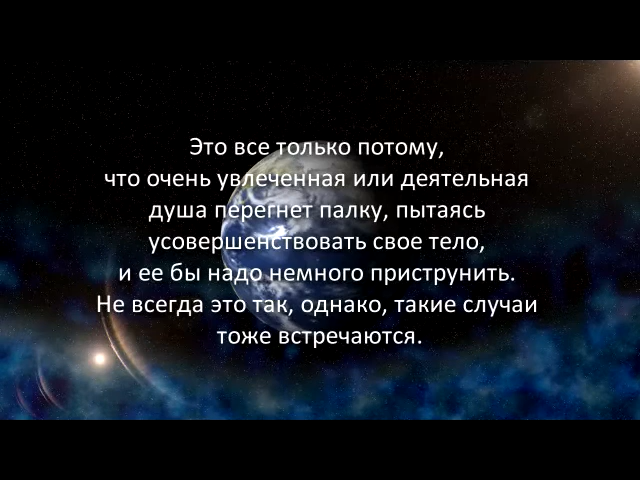 Это все только потому,
что очень увлеченная или деятельная
душа перегнет палку, пытаясь
усовершенствовать свое тело,
и ее бы надо немного приструнить.
Не всегда это так, однако, такие случаи
тоже встречаются.